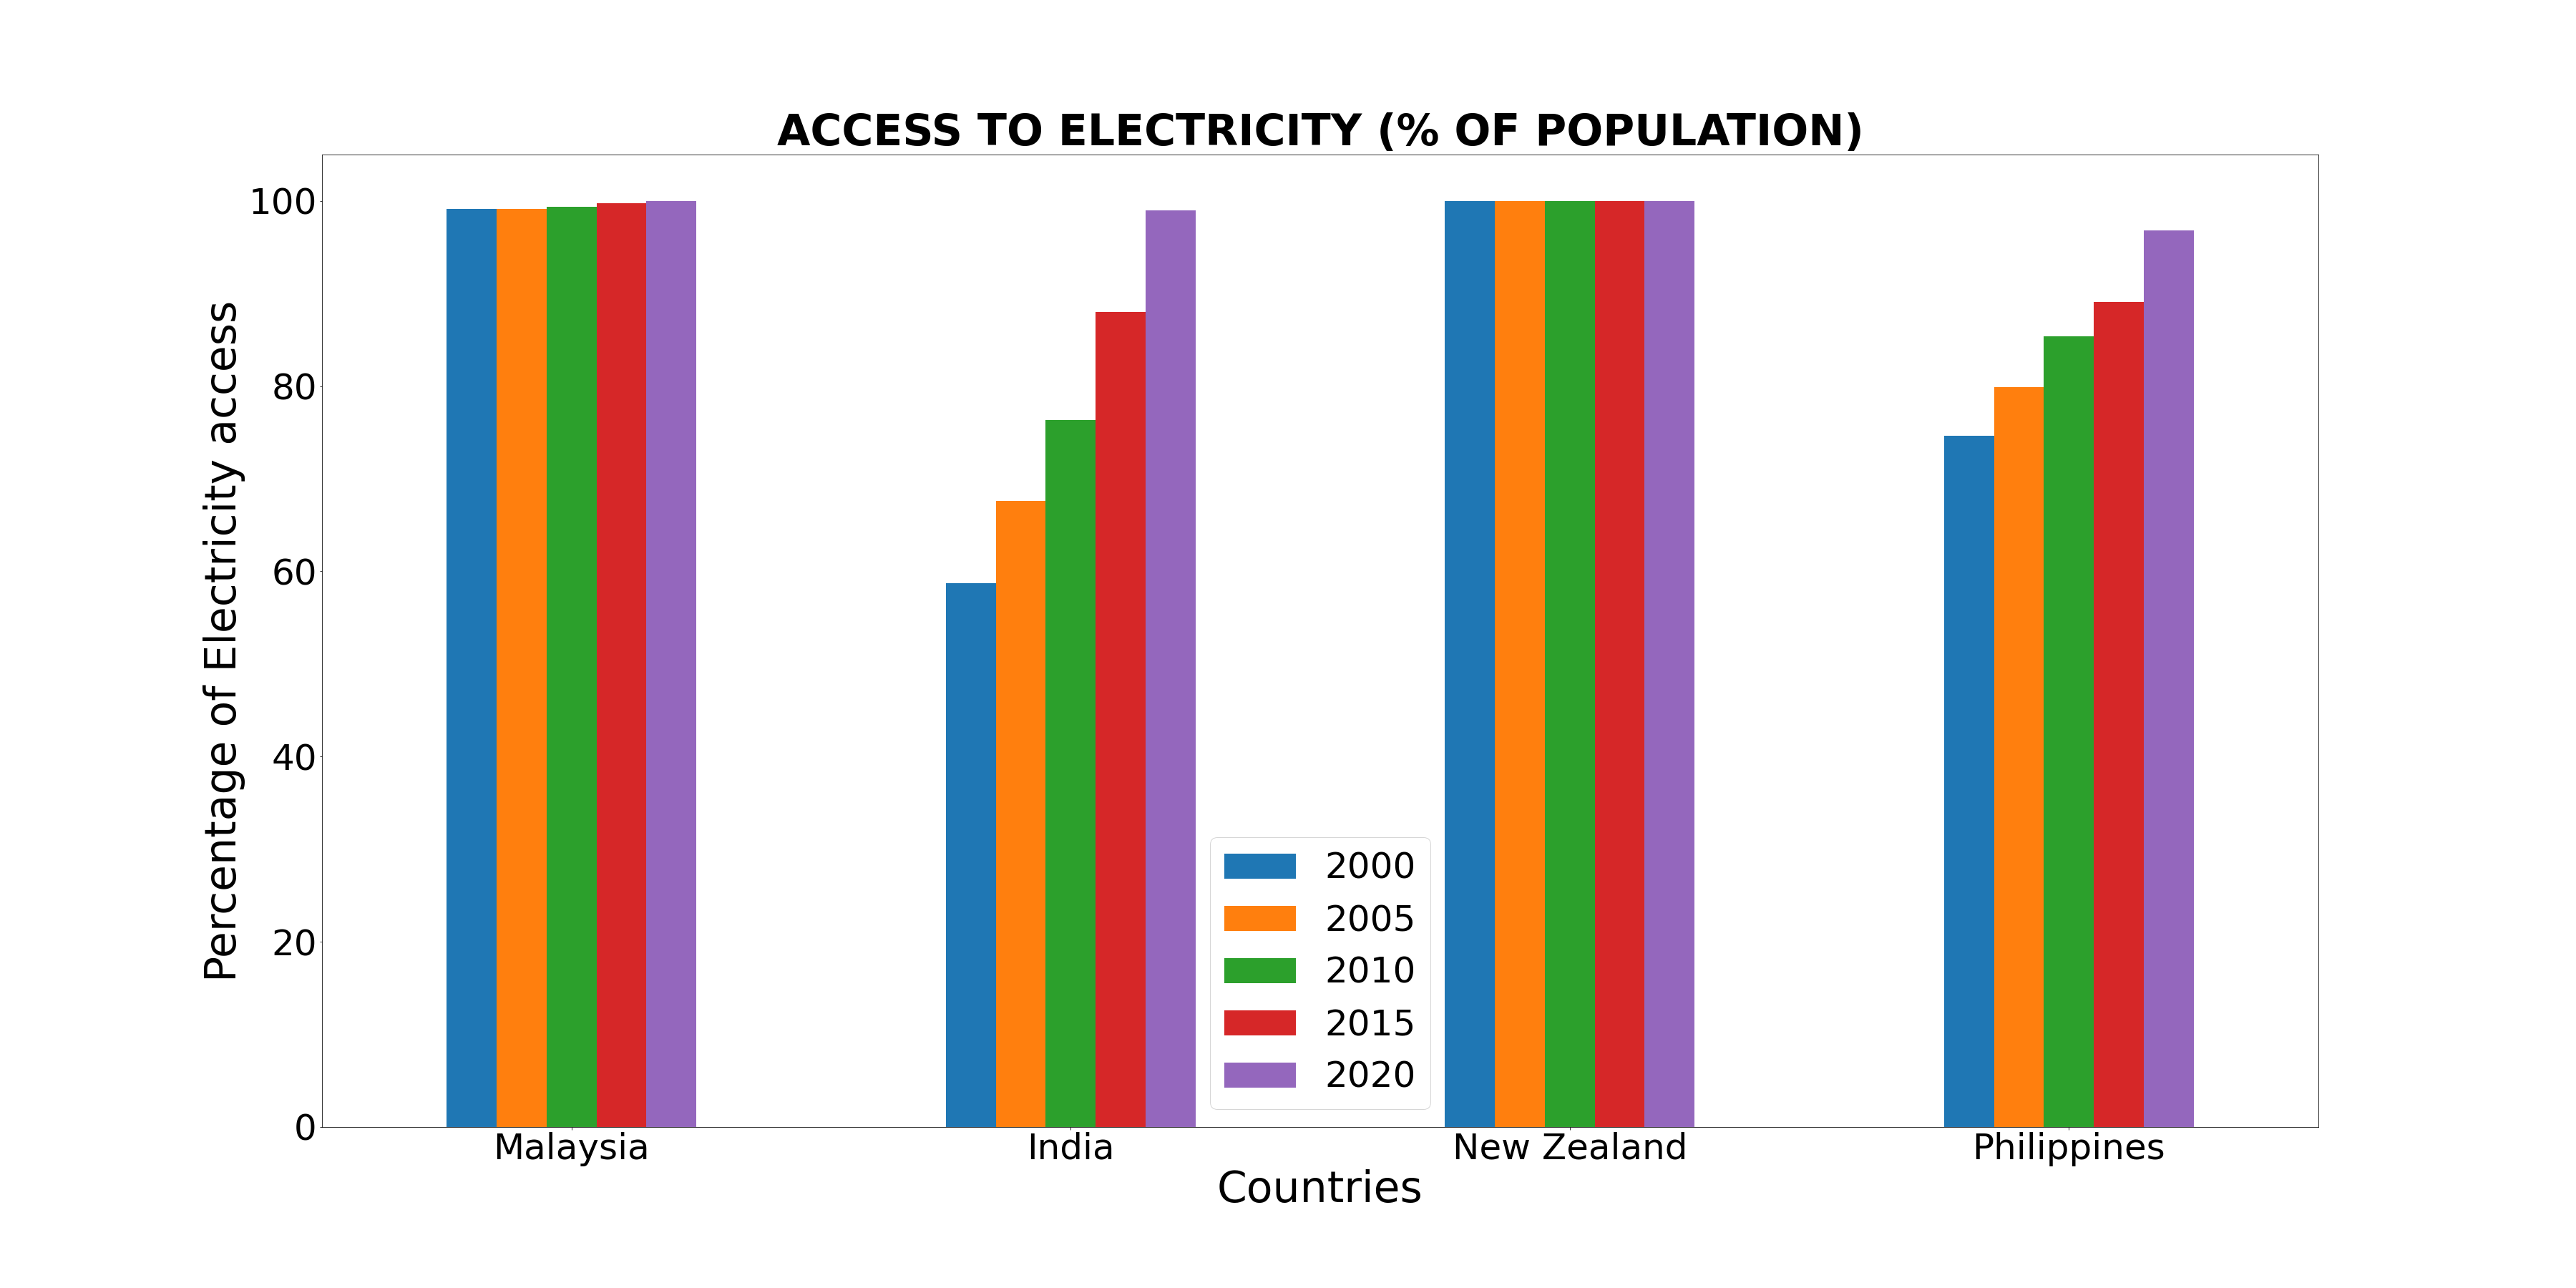 ACCESS TO ELECTRICITY (% OF POPULATION)
Percentage of Electricity access
100
80
60
40
20
0
2000
2005
2010
2015
2020
Malaysia India New Zealand Philippines
Countries